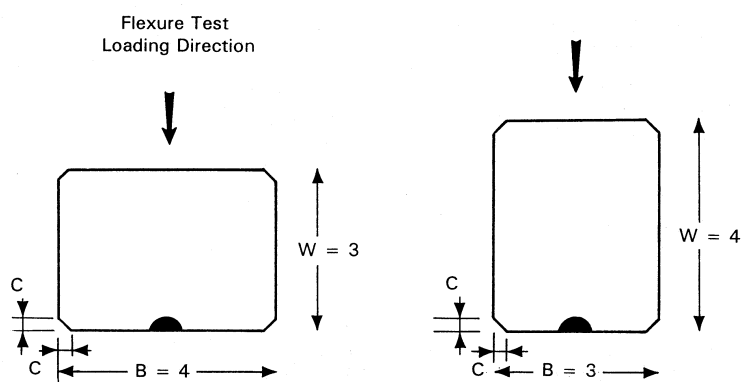 Flexure Test
Loading Direction
W = 3
C
C
B = 4
W = 4
C
C
B = 3